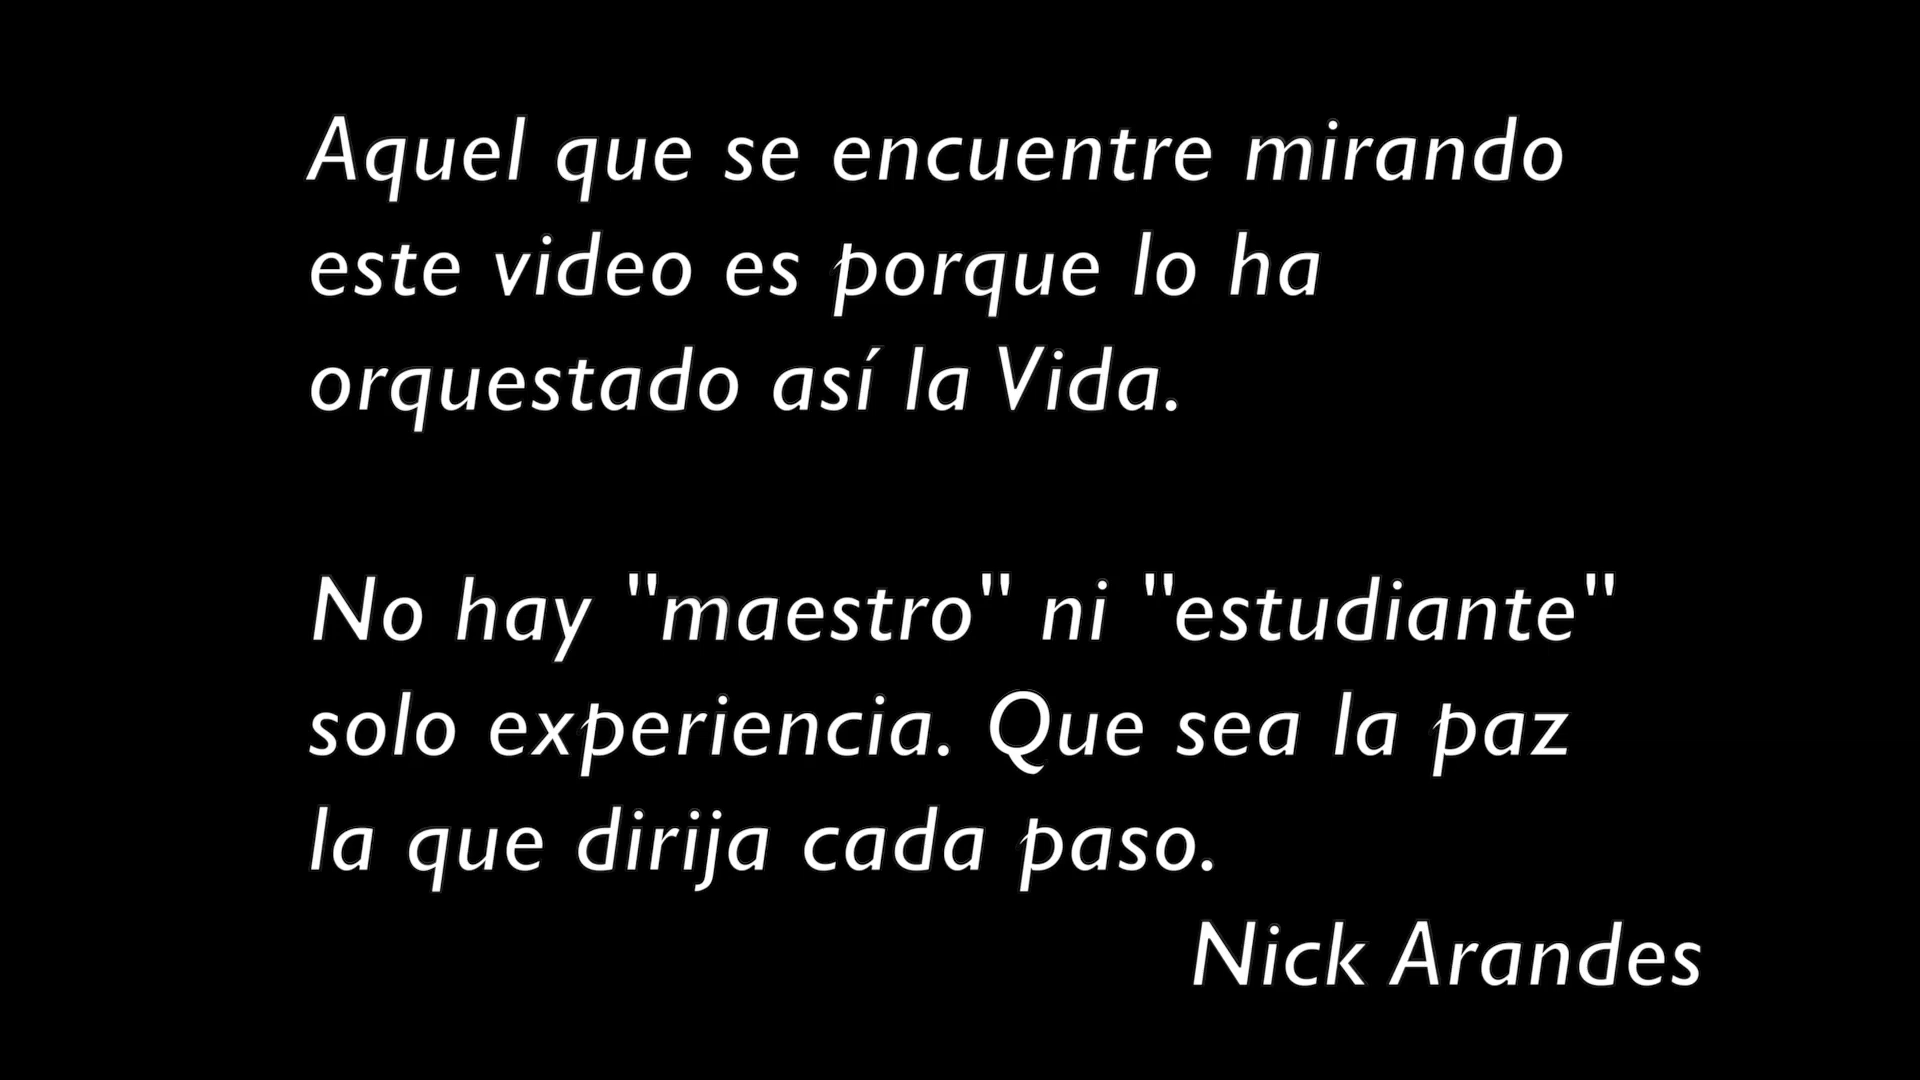 Aquel que se encuentre mirando
este video es porque lo ha
orquestado así la Vida.
No hay "maestro" ni "estudiante"
solo experiencia. Que sea la paz
la que dirija cada paso.
Nick Arandes